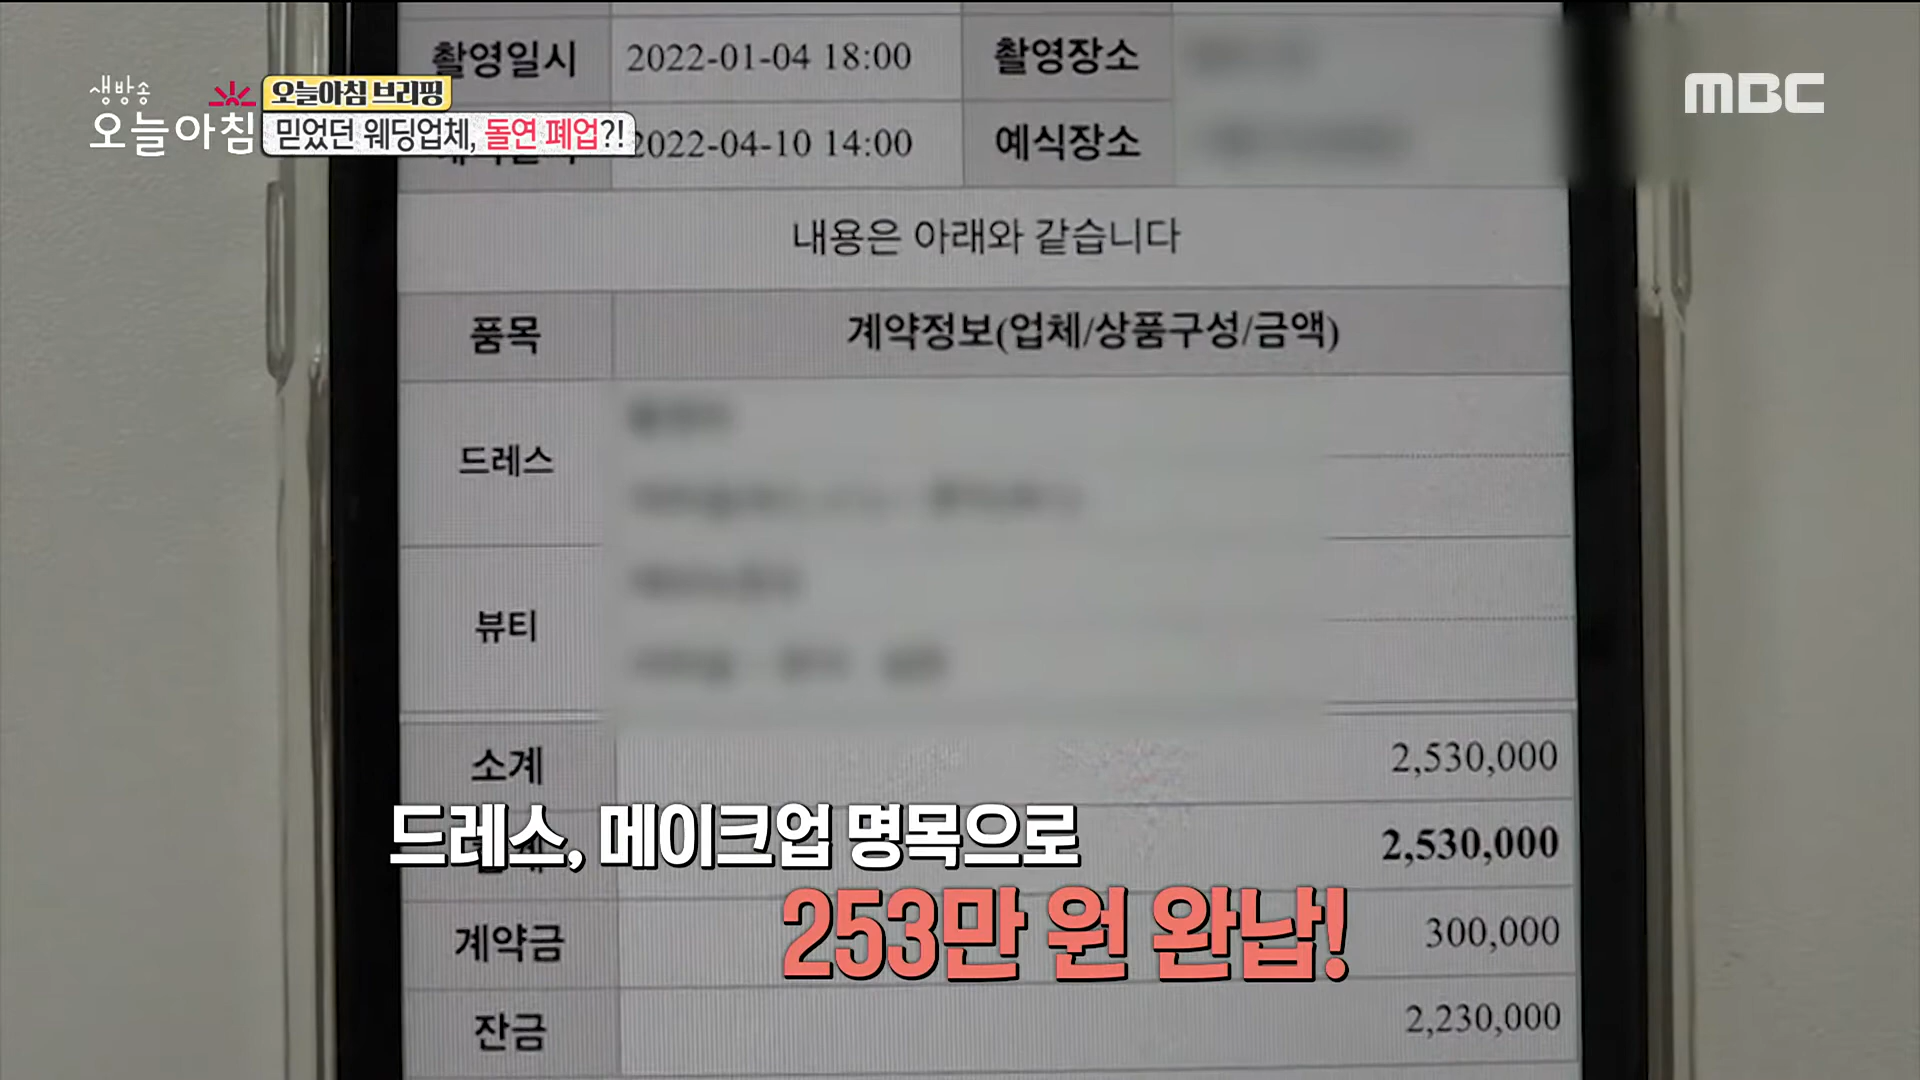 생방송
오늘아침
오늘아침 브리핑
믿었던 웨딩업체, 돌연 폐업?!
MBC
촬영일시 2022-01-04 18:00 촬영장소
2022-04-10 14:00 예식장소
내용은 아래와 같습니다
품목 계약정보(업체/상품구성/금액)
드레스
뷰티
소계 2,530,000
2,530,000
드레스, 메이크업 명목으로
253만 원 완납!
계약금 300,000
잔금 2,230,000